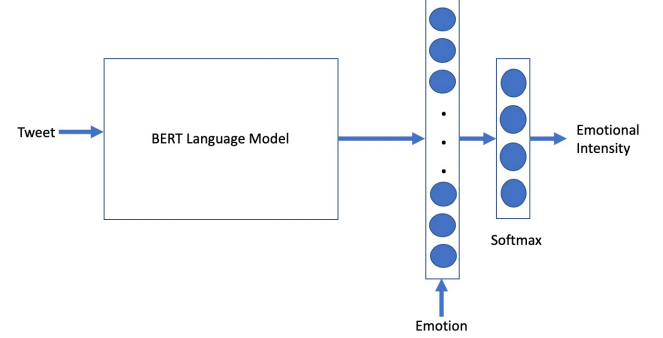 Tweet
BERT Language Model
Emotional
Intensity
Softmax
Emotion